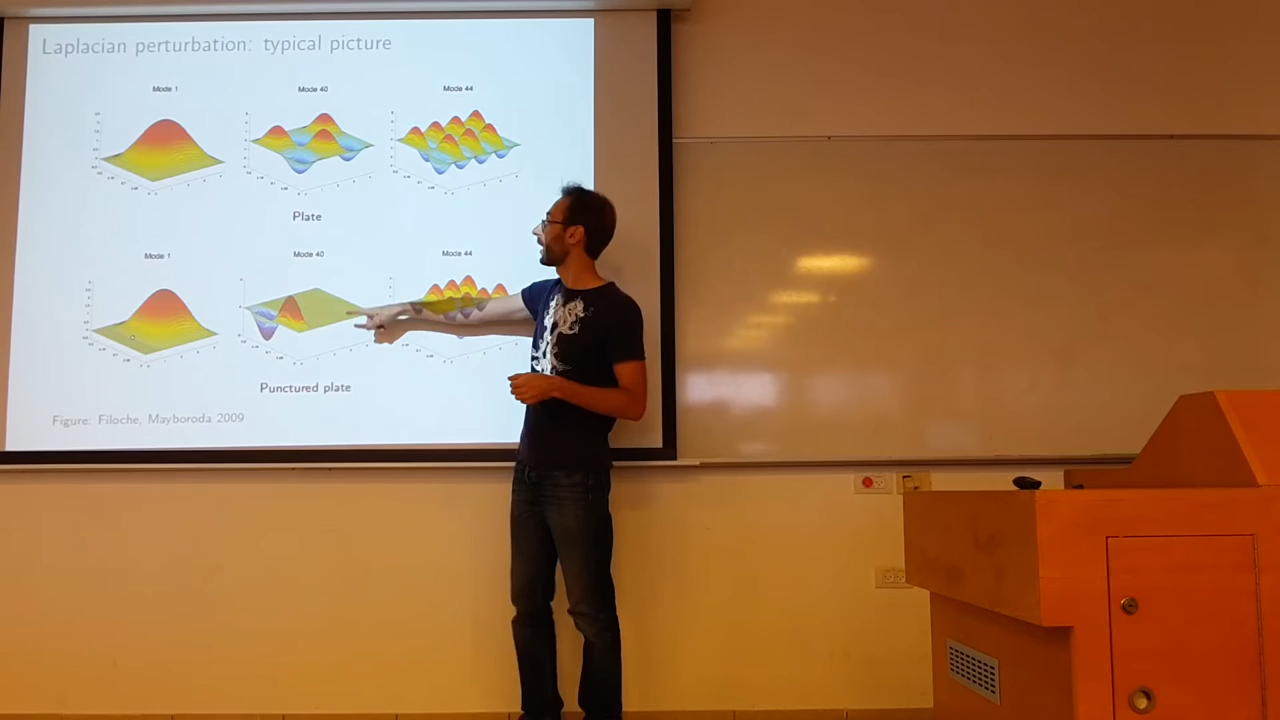 Laplacian perturbation: typical picture
Mode 1 Mode 40 Mode 44
Plate
Mode 1 Mode 40 Mode 44
Punctured plate
Figure: Filoche, Mayboroda 2009